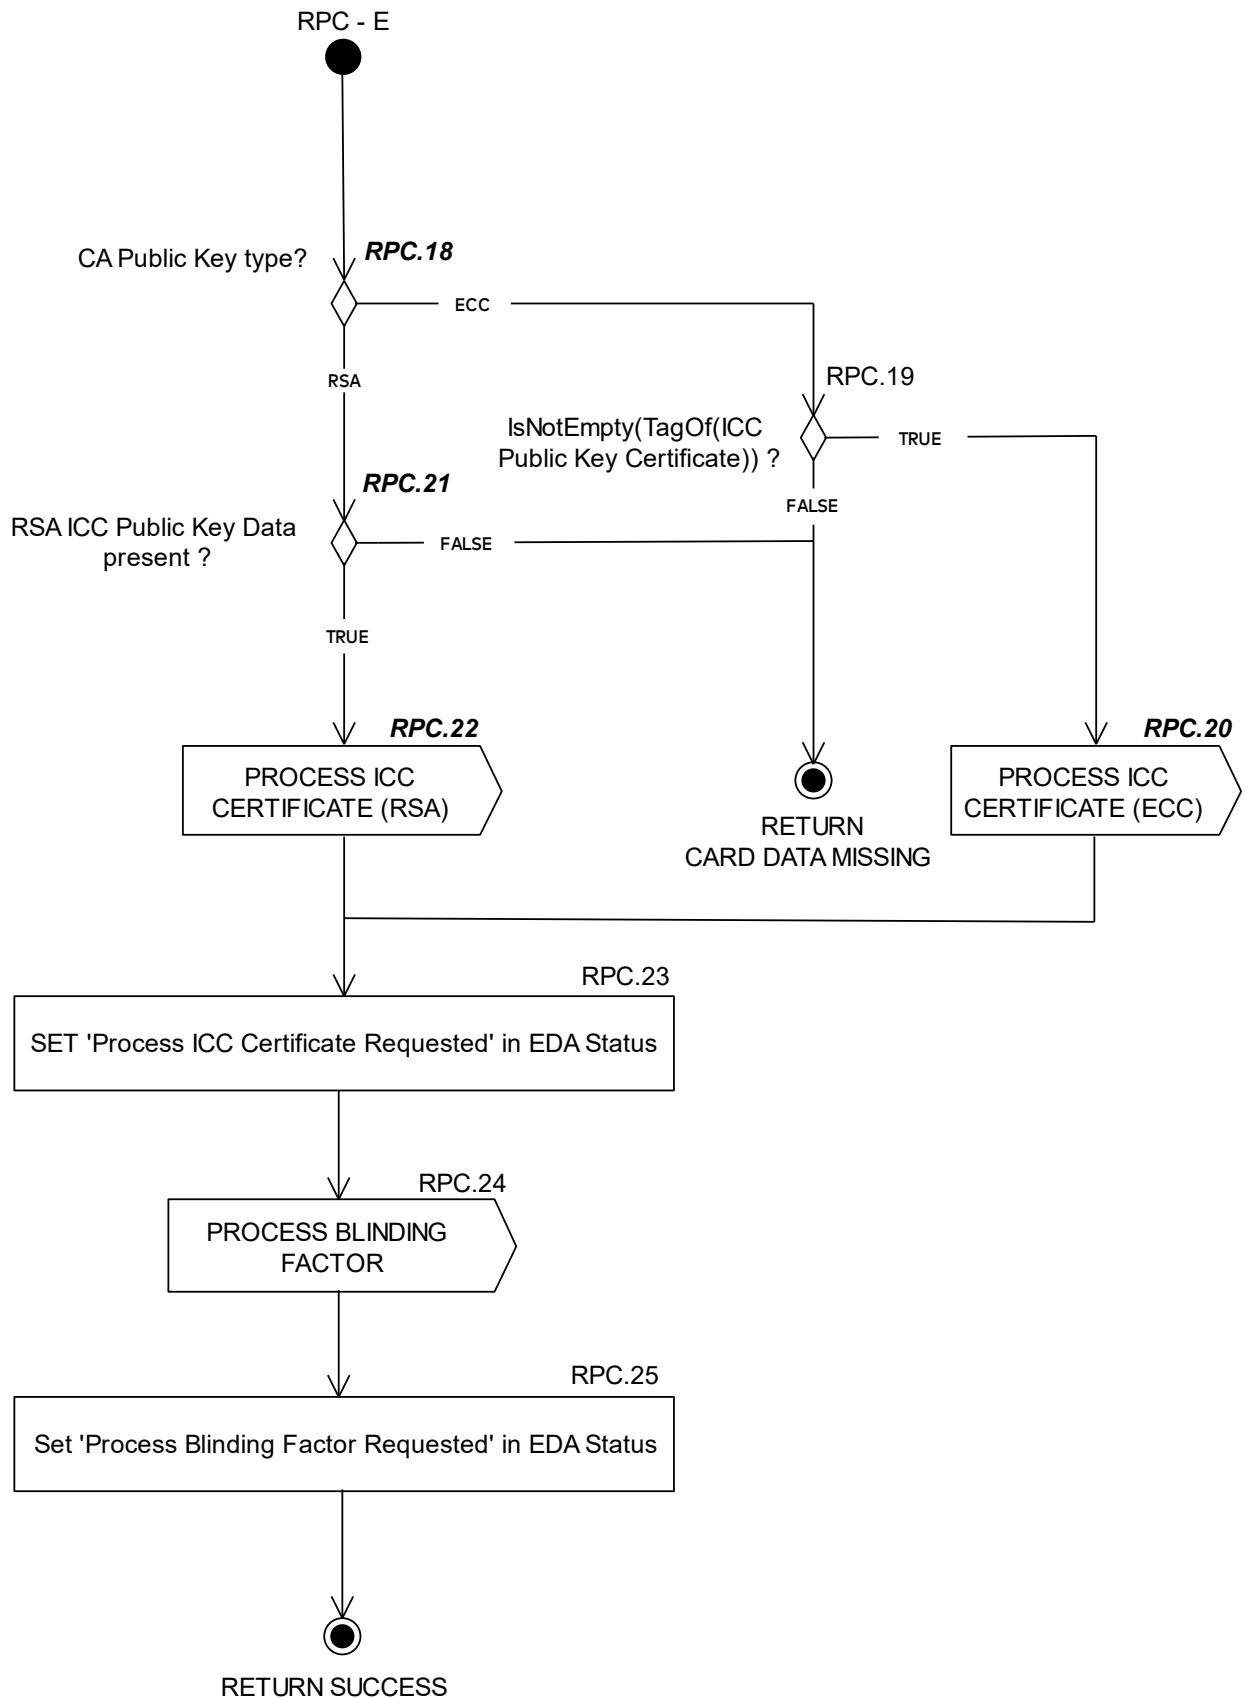 RPC - E
CA Public Key type?
RPC.18
ECC
RSA
RPC.19
IsNotEmpty(TagOf(ICC
Public Key Certificate)) ?
TRUE
RPC.21
FALSE
RSA ICC Public Key Data
present ?
FALSE
TRUE
RPC.22
RPC.20
PROCESS ICC
CERTIFICATE (RSA)
PROCESS ICC
CERTIFICATE (ECC)
RETURN
CARD DATA MISSING
RPC.23
SET 'Process ICC Certificate Requested' in EDA Status
RPC.24
PROCESS BLINDING
FACTOR
RPC.25
Set 'Process Blinding Factor Requested' in EDA Status
RETURN SUCCESS